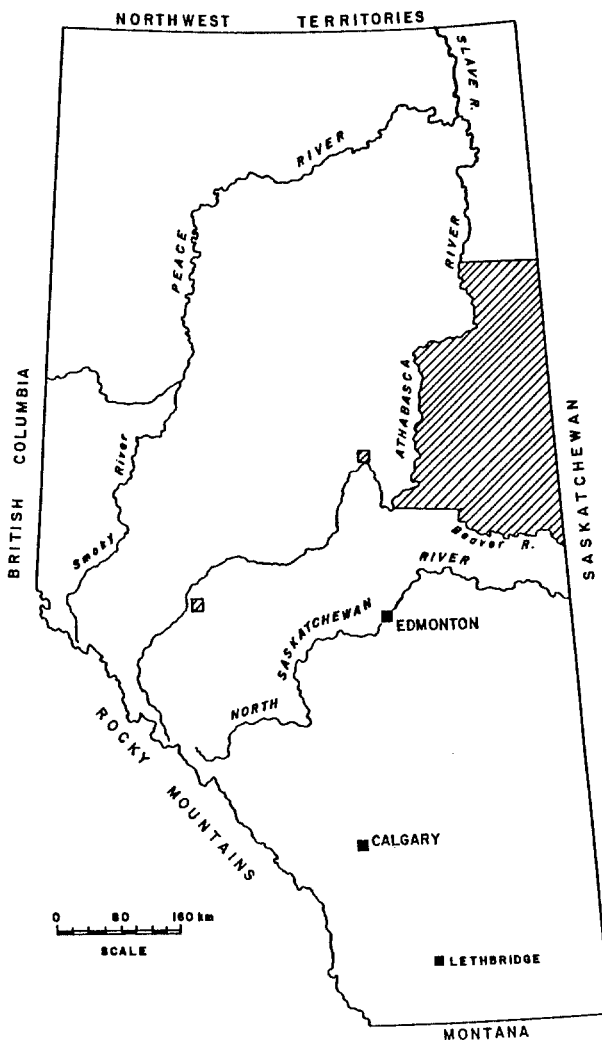 NORTHWEST TERRITORIES
SLAVE R.
RIVER
PEACE
RIVER
ATHABASCA
BRITISH COLUMBIA
River
Smoky
SASKATCHEWAN
Beaver R.
RIVER
SASKATCHEWAN
EDMONTON
NORTH
ROCKY MOUNTAINS
CALGARY
0 80 160 km
SCALE
LETHBRIDGE
MONTANA